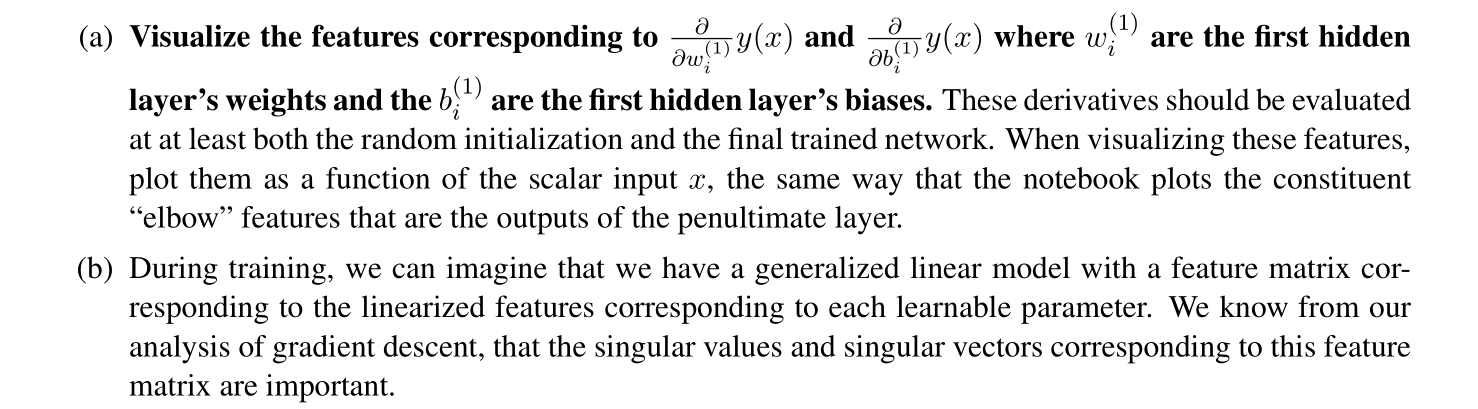 (a) Visualize the features corresponding to $\frac{\partial}{\partial w_i^{(1)}} y(x)$ and $\frac{\partial}{\partial b_i^{(1)}} y(x)$ where $w_i^{(1)}$ are the first hidden
layer's weights and the $b_i^{(1)}$ are the first hidden layer's biases. These derivatives should be evaluated
at at least both the random initialization and the final trained network. When visualizing these features,
plot them as a function of the scalar input $x$, the same way that the notebook plots the constituent
“elbow” features that are the outputs of the penultimate layer.
(b) During training, we can imagine that we have a generalized linear model with a feature matrix cor-
responding to the linearized features corresponding to each learnable parameter. We know from our
analysis of gradient descent, that the singular values and singular vectors corresponding to this feature
matrix are important.